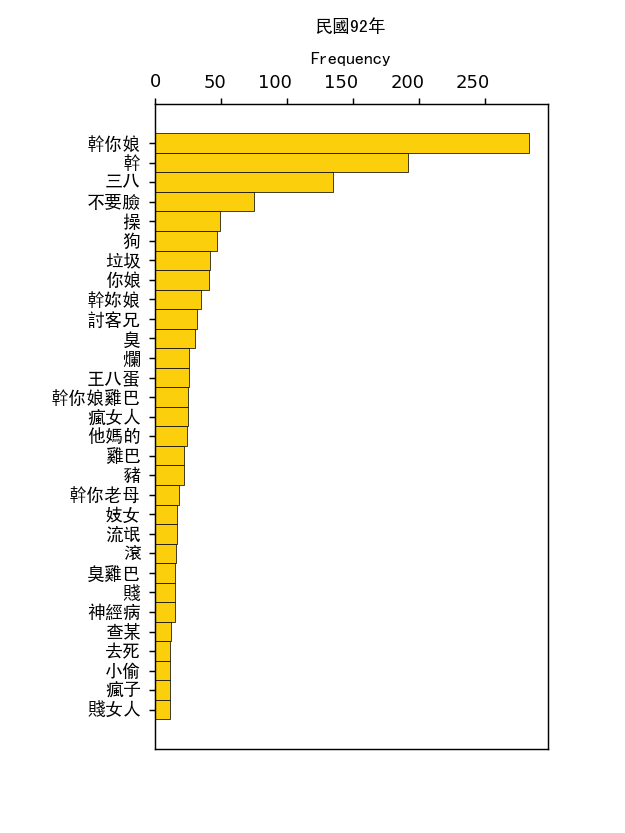 民國92年
Frequency
0 50 100 150 200 250
幹你娘
幹
三八
不要臉
操
狗
垃圾
你娘
幹妳娘
討客兄
臭
爛
王八蛋
幹你娘雞巴
瘋女人
他媽的
雞巴
豬
幹你老母
妓女
流氓
滾
臭雞巴
賤
神經病
查某
去死
小偷
瘋子
賤女人